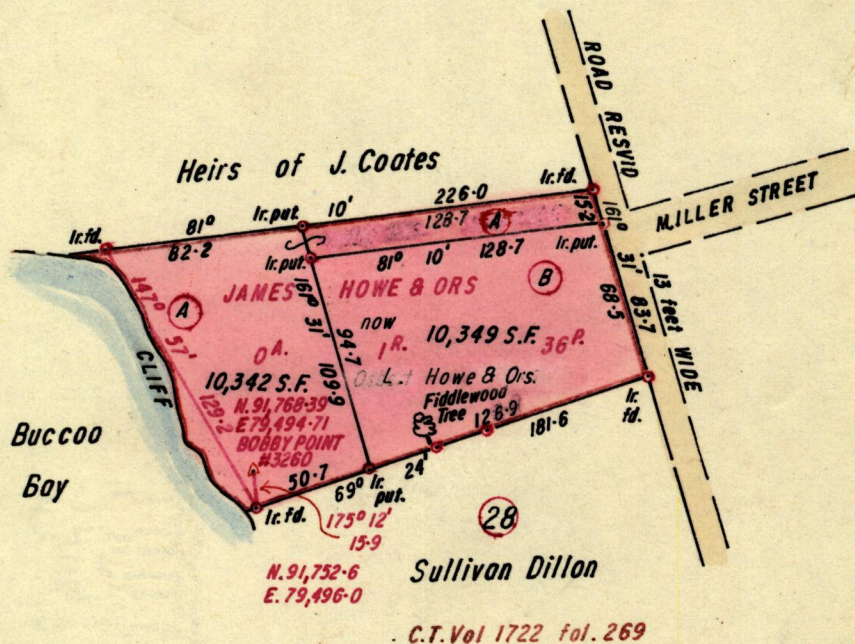 ROAD RESVID
MILLER STREET
13 feet WIDE
Heirs of J. Coates
Ir.fd.
81°
82.2
Ir.put.
10'
226.0
128.7
A
Ir.fd.
15.2
161°
31'
83.7
68.5
Ir.put.
81° 10'
128.7
Ir.put.
B
JAMES HOWE & ORS
A
147° 57'
129.2
CLIFF
161° 31'
94.7
109.9
now
0 A. 1 R. 36 P.
10,349 S.F.
10,342 S.F.
L. Howe & Ors.
Fiddlewood
Tree
N. 91,768.39
E 79,494.71
BOBBY POINT
#3260
Buccoo
Bay
50.7
69°
Ir.
put.
24'
126.9
181.6
Ir.
fd.
Ir.fd.
175° 12'
15.9
28
N. 91,752.6
E. 79,496.0
Sullivan Dillon
C.T. Vol 1722 fol. 269